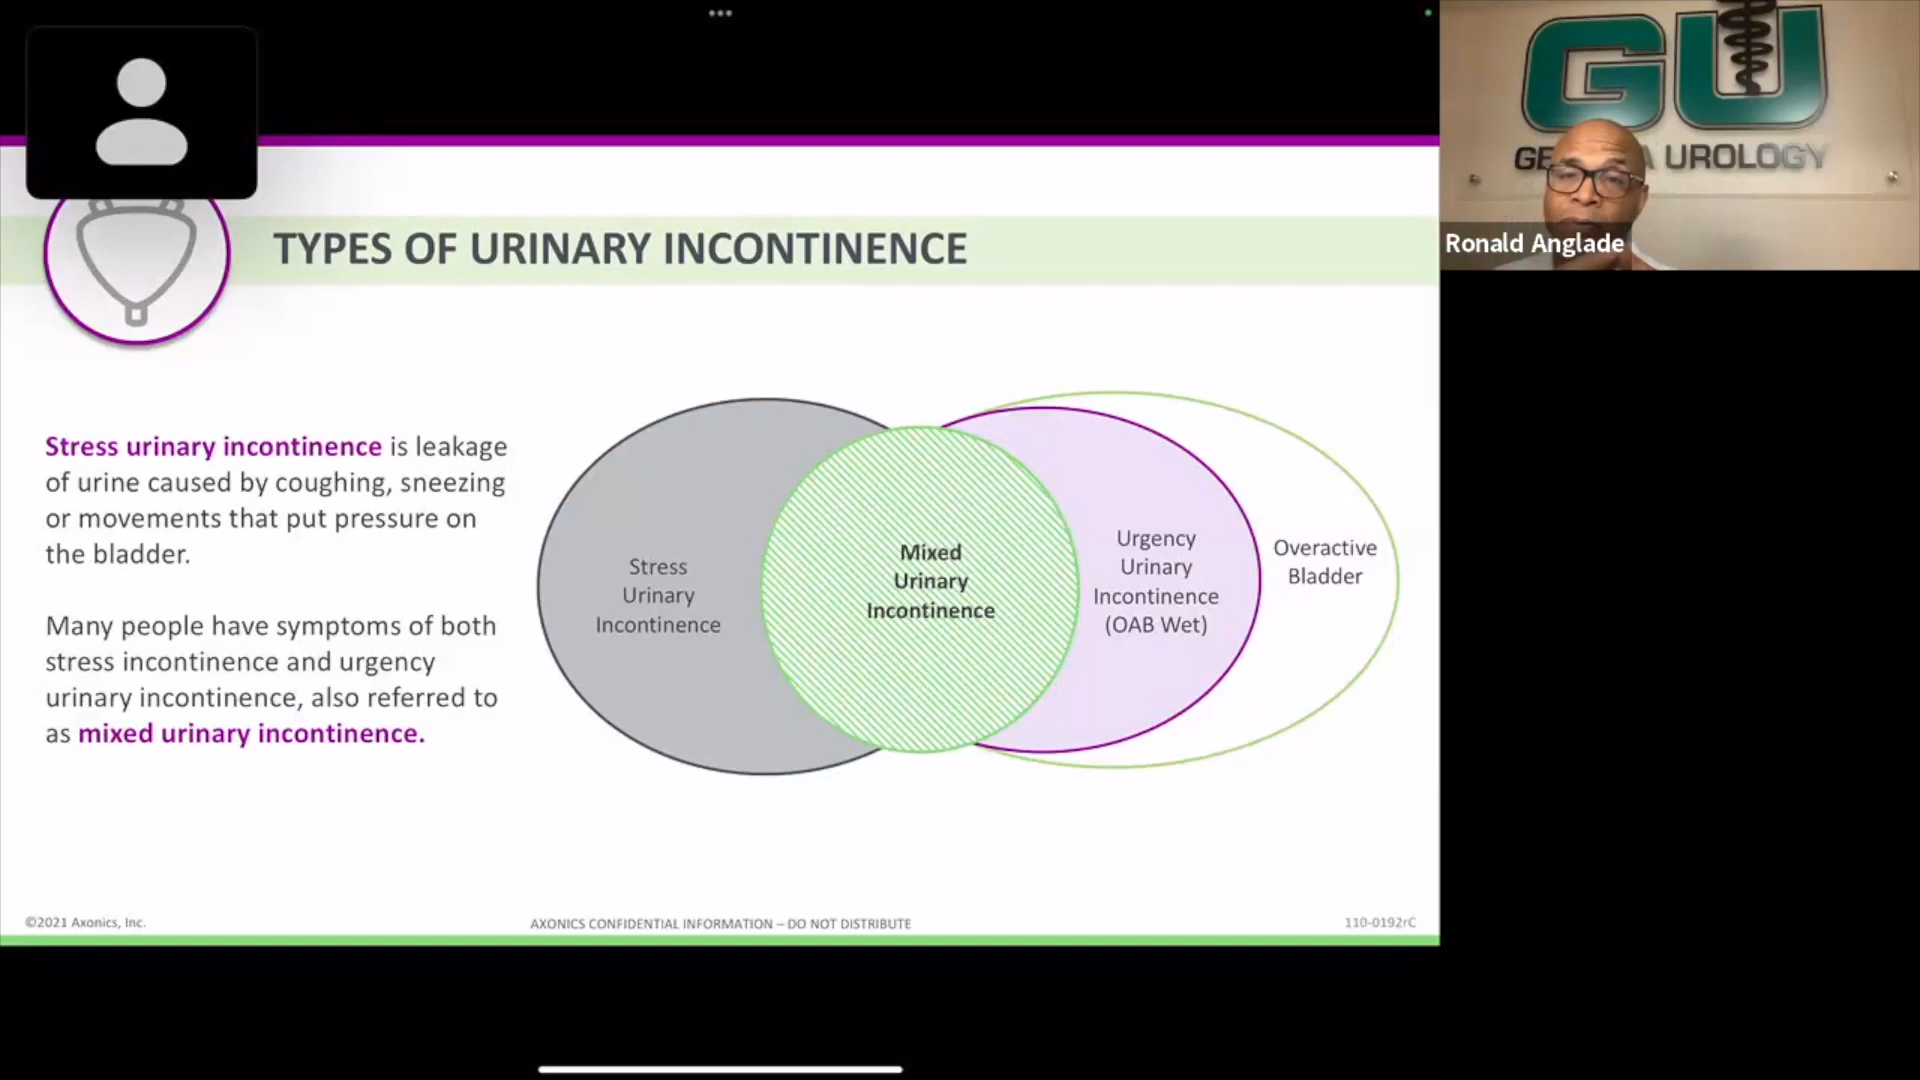 TYPES OF URINARY INCONTINENCE
Stress urinary incontinence is leakage
of urine caused by coughing, sneezing
or movements that put pressure on
the bladder.
Many people have symptoms of both
stress incontinence and urgency
urinary incontinence, also referred to
as mixed urinary incontinence.
Stress
Urinary
Incontinence
Mixed
Urinary
Incontinence
Urgency
Urinary
Incontinence
(OAB Wet)
Overactive
Bladder
©2021 Axonics, Inc.
AXONICS CONFIDENTIAL INFORMATION – DO NOT DISTRIBUTE
110-0192rC
GU
UROLOGY
Ronald Anglade